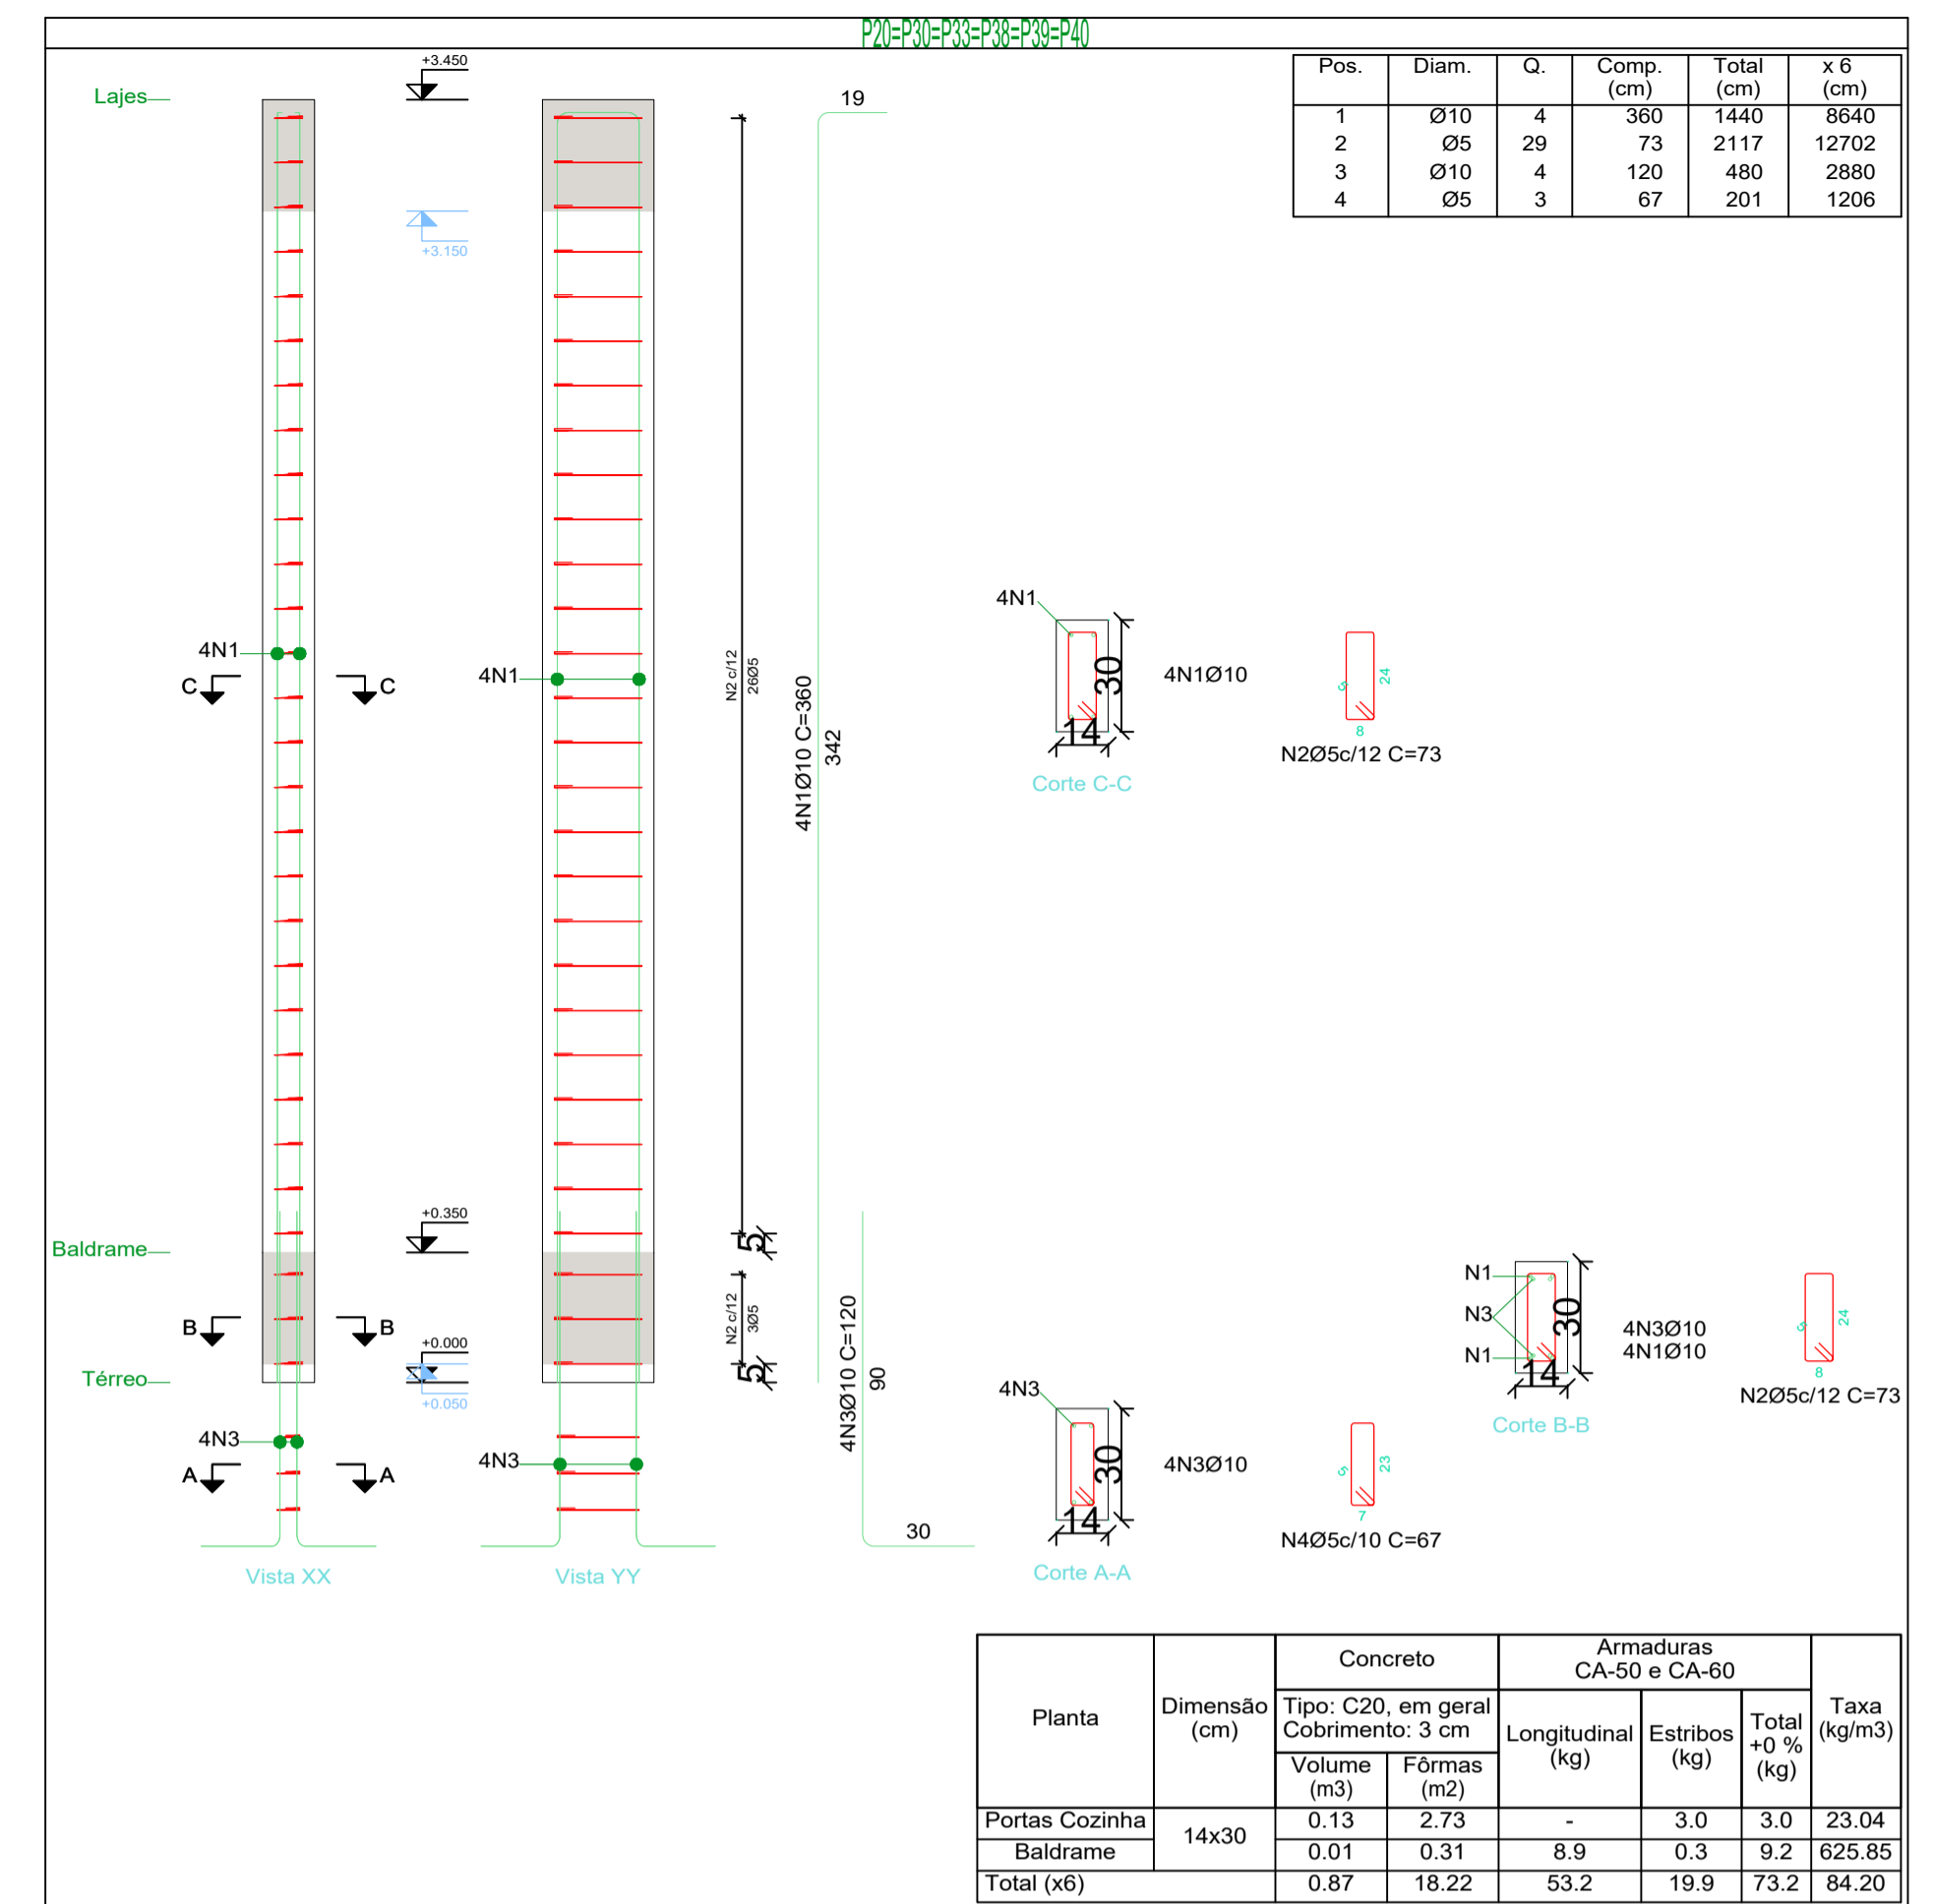 P20=P30=P33=P38=P39=P40
Pos. Diam. Q. Comp. (cm) Total (cm) x 6 (cm)
1 Ø10 4 360 1440 8640
2 Ø5 29 73 2117 12702
3 Ø10 4 120 480 2880
4 Ø5 3 67 201 1206
Lajes
+3.450
19
+3.150
4N1
C C
4N1
N2 c/12
26Ø5
4N1Ø10 C=360
342
4N1
30
14
4N1Ø10
Corte C-C
5
24
8
N2Ø5c/12 C=73
Baldrame
+0.350
5
B B
N2 c/12
3Ø5
+0.000
Térreo
+0.050
5
4N3Ø10 C=120
90
30
4N3
A A
4N3
Vista XX
Vista YY
4N3
30
14
4N3Ø10
Corte A-A
5
23
7
N4Ø5c/10 C=67
N1
N3
N1
30
14
4N3Ø10
4N1Ø10
Corte B-B
5
24
8
N2Ø5c/12 C=73
Planta
Dimensão
(cm)
Concreto
Tipo: C20, em geral
Cobrimento: 3 cm
Volume
(m3)
Fôrmas
(m2)
Armaduras
CA-50 e CA-60
Longitudinal
(kg)
Estribos
(kg)
Total
+0 %
(kg)
Taxa
(kg/m3)
Portas Cozinha 14x30 0.13 2.73 - 3.0 3.0 23.04
Baldrame 0.01 0.31 8.9 0.3 9.2 625.85
Total (x6) 0.87 18.22 53.2 19.9 73.2 84.20